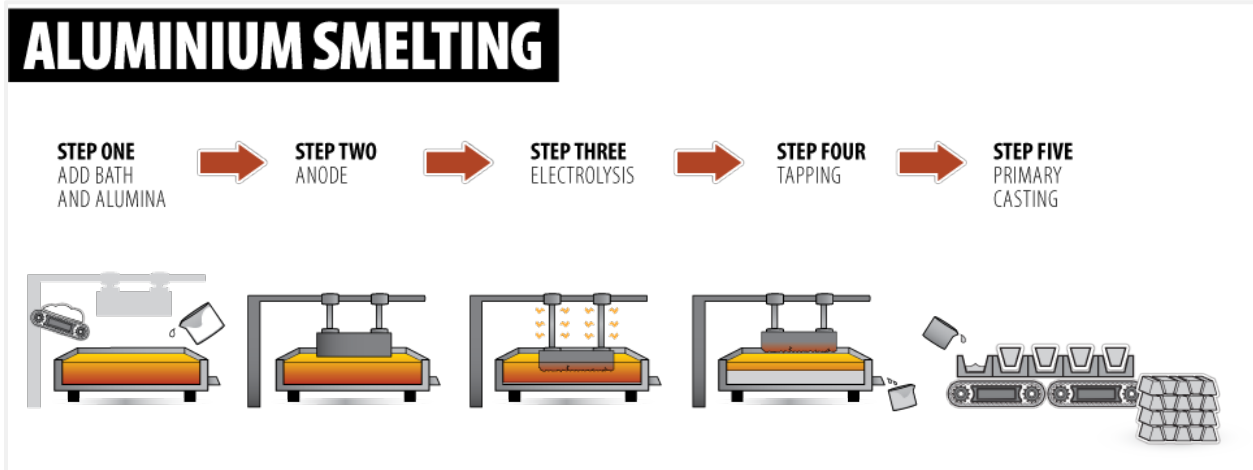 ALUMINIUM SMELTING
STEP ONE
ADD BATH
AND ALUMINA
STEP TWO
ANODE
STEP THREE
ELECTROLYSIS
STEP FOUR
TAPPING
STEP FIVE
PRIMARY
CASTING